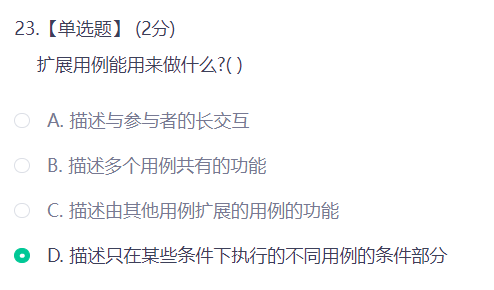 23.【单选题】 (2分)
扩展用例能用来做什么?( )
A. 描述与参与者的长交互
B. 描述多个用例共有的功能
C. 描述由其他用例扩展的用例的功能
D. 描述只在某些条件下执行的不同用例的条件部分